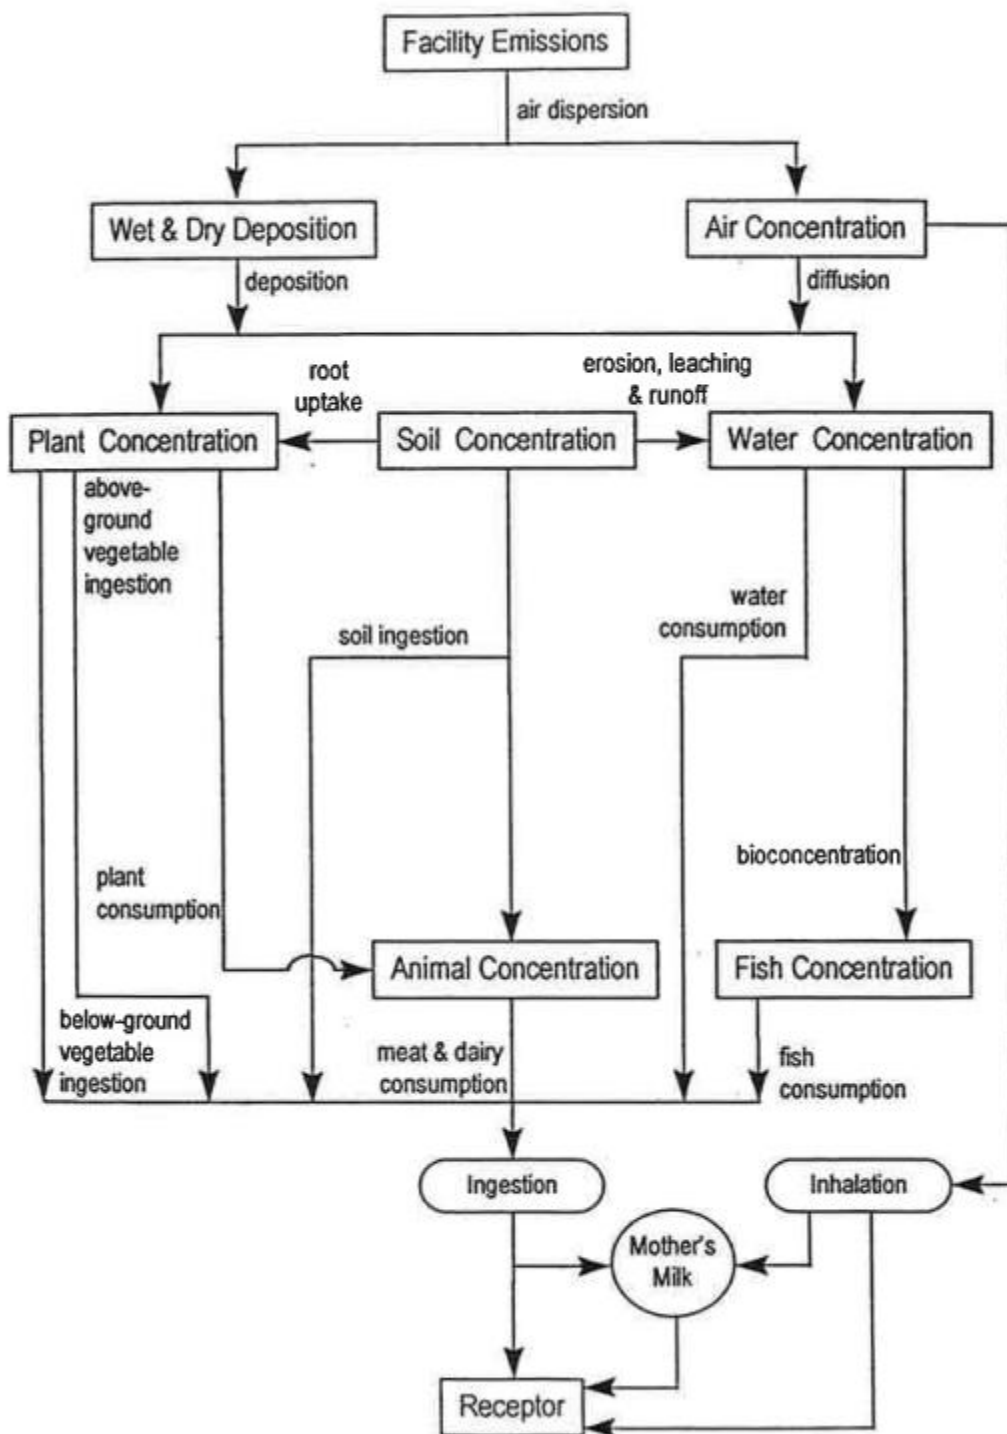 Facility Emissions
air dispersion
Wet & Dry Deposition
Air Concentration
deposition
diffusion
root
uptake
erosion, leaching
& runoff
Plant Concentration
Soil Concentration
Water Concentration
above-
ground
vegetable
ingestion
soil ingestion
water
consumption
plant
consumption
bioconcentration
Animal Concentration
Fish Concentration
below-ground
vegetable
ingestion
meat & dairy
consumption
fish
consumption
Ingestion
Inhalation
Mother's
Milk
Receptor